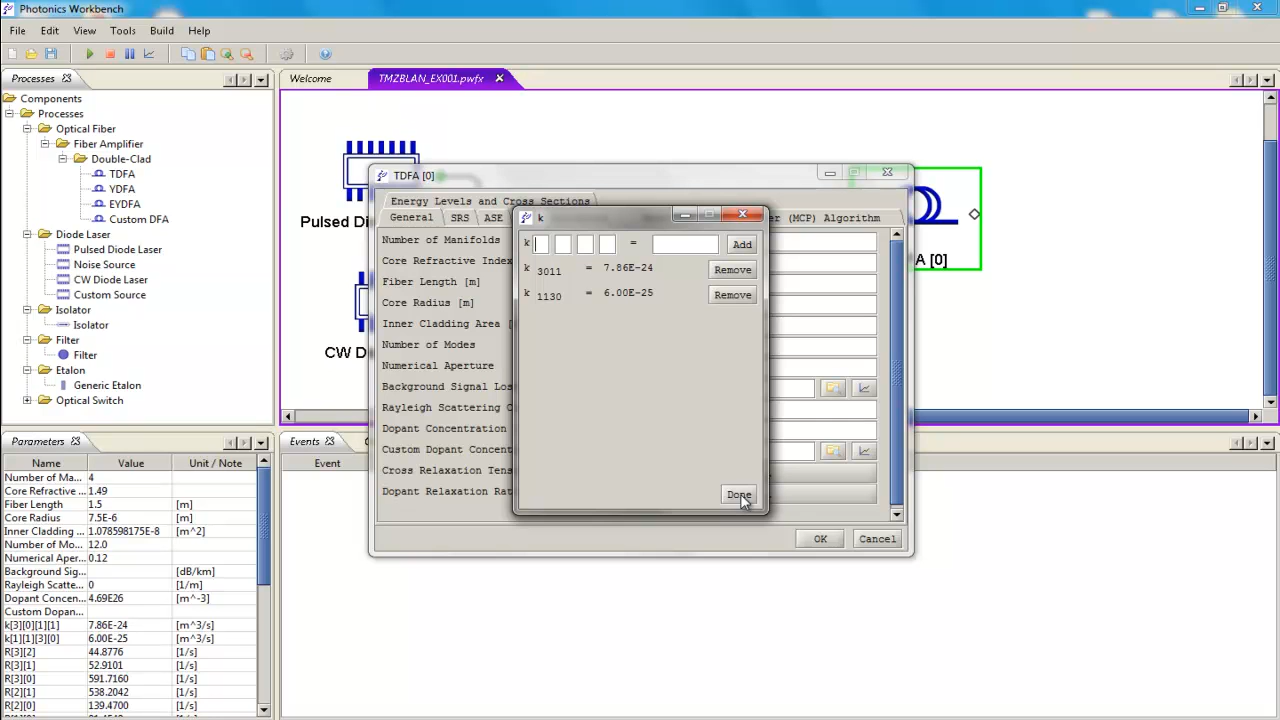 Photonics Workbench
File Edit View Tools Build Help
Processes
Components
Processes
Optical Fiber
Fiber Amplifier
Double-Clad
TDFA
YDFA
EYDFA
Custom DFA
Diode Laser
Pulsed Diode Laser
Noise Source
CW Diode Laser
Custom Source
Isolator
Isolator
Filter
Filter
Etalon
Generic Etalon
Optical Switch
Welcome
TMZBLAN_EX001.pwfx
Pulsed Di
CW D
A [0]
TDFA [0]
Energy Levels and Cross Sections
General SRS ASE
er (MCP) Algorithm
Number of Manifolds
Core Refractive Index
Fiber Length [m]
Core Radius [m]
Inner Cladding Area [
Number of Modes
Numerical Aperture
Background Signal Los
Rayleigh Scattering C
Dopant Concentration
Custom Dopant Concent
Cross Relaxation Tens
Dopant Relaxation Rat
OK Cancel
k
k = Add
k 3011 = 7.86E-24 Remove
k 1130 = 6.00E-25 Remove
Done
Parameters
Name Value Unit / Note
Number of Ma... 4
Core Refractive ... 1.49
Fiber Length 1.5 [m]
Core Radius 7.5E-6 [m]
Inner Cladding ... 1.078598175E-8 [m^2]
Number of Mo... 12.0
Numerical Aper... 0.12
Background Sig... [dB/km]
Rayleigh Scatte... 0 [1/m]
Dopant Concen... 4.69E26 [m^-3]
Custom Dopan...
k[3][0][1][1] 7.86E-24 [m^3/s]
k[1][1][3][0] 6.00E-25 [m^3/s]
R[3][2] 44.8776 [1/s]
R[3][1] 52.9101 [1/s]
R[3][0] 591.7160 [1/s]
R[2][1] 538.2042 [1/s]
R[2][0] 139.4700 [1/s]
Events
Event